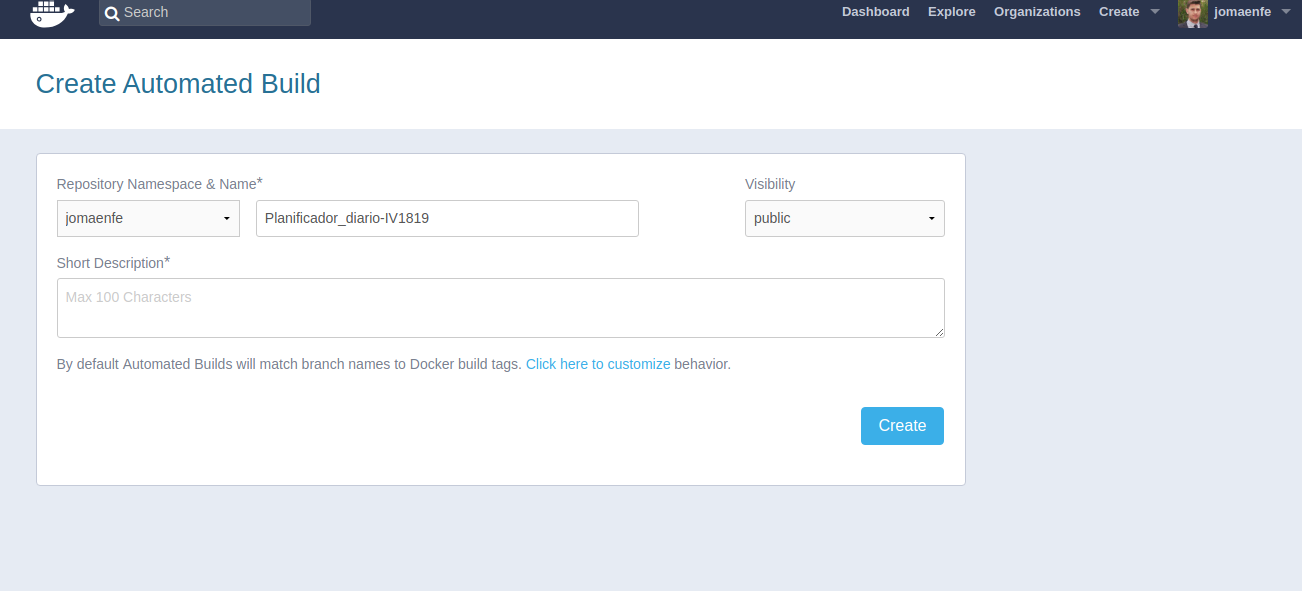 Search Dashboard Explore Organizations Create jomaenfe
Create Automated Build
Repository Namespace & Name* Visibility
jomaenfe Planificador_diario-IV1819 public
Short Description*
Max 100 Characters
By default Automated Builds will match branch names to Docker build tags. Click here to customize behavior.
Create